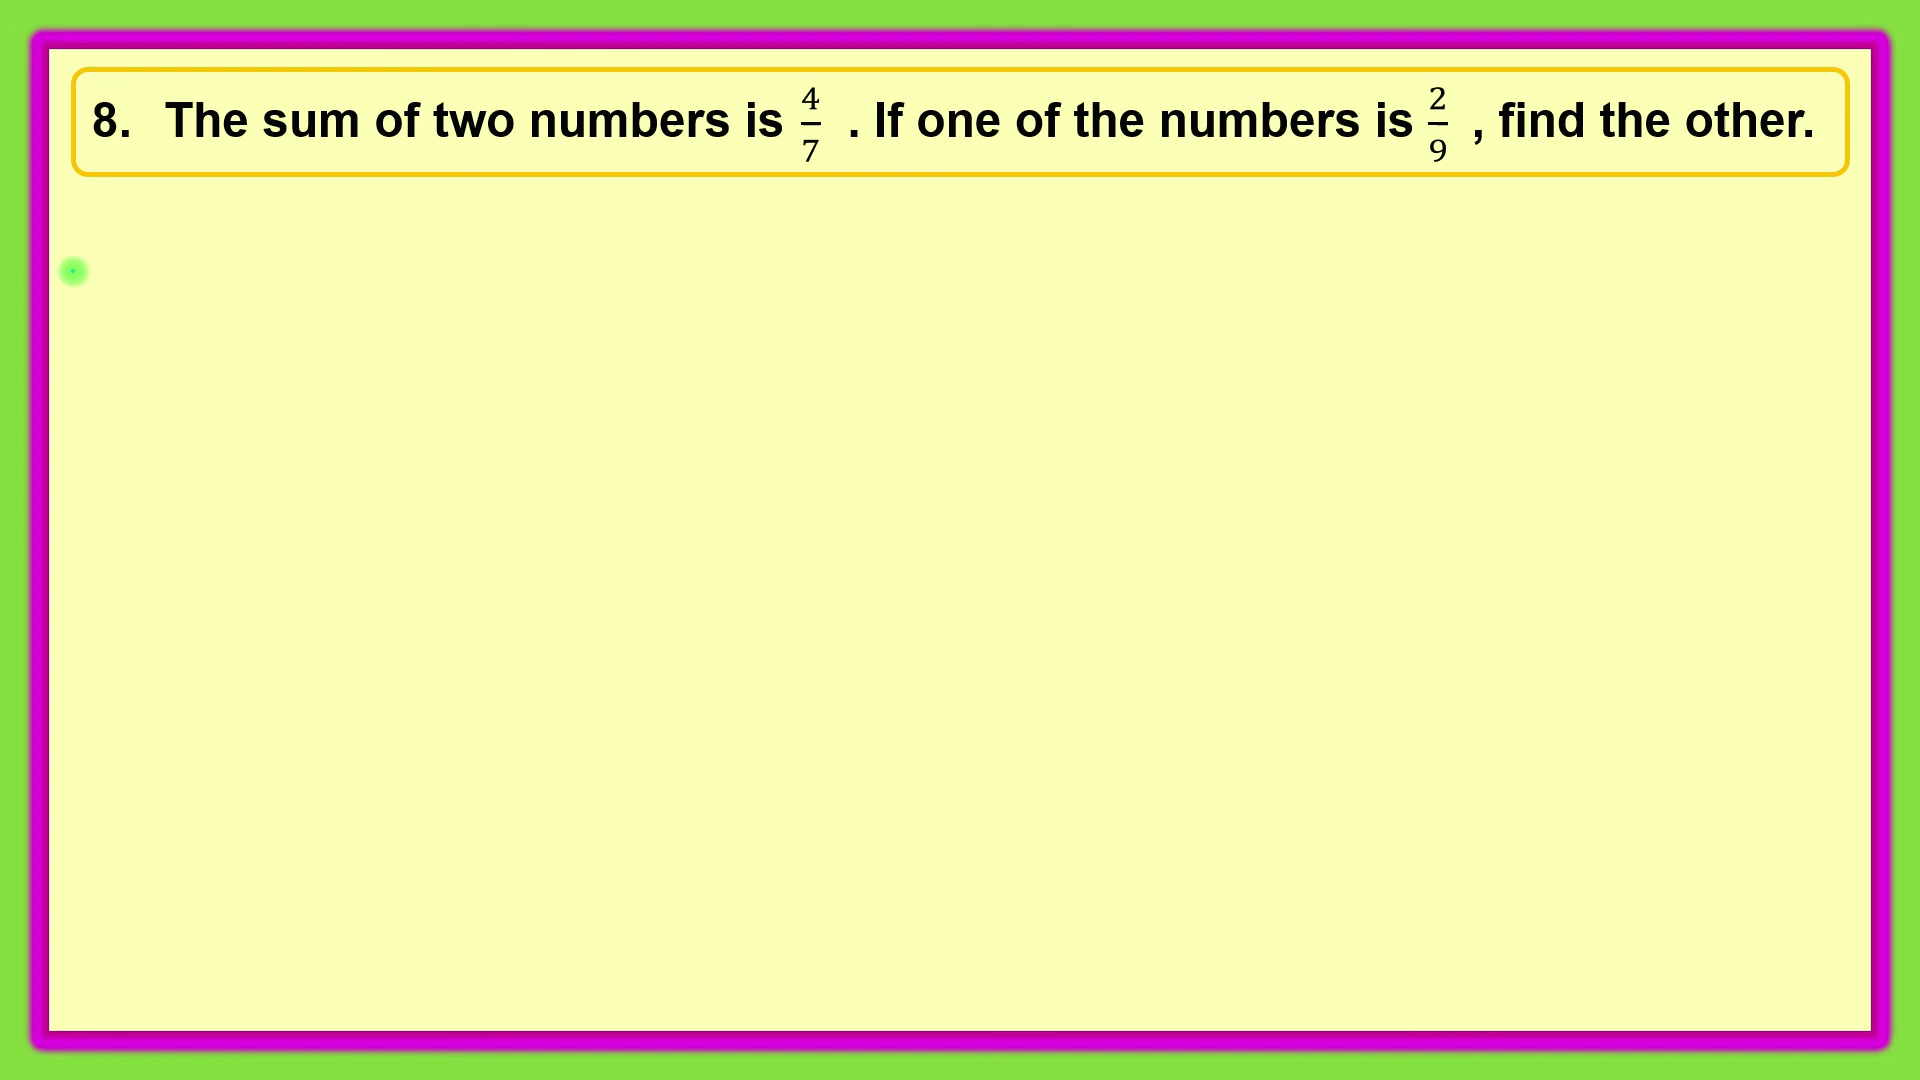 8. The sum of two numbers is 4/7 . If one of the numbers is 2/9 , find the other.